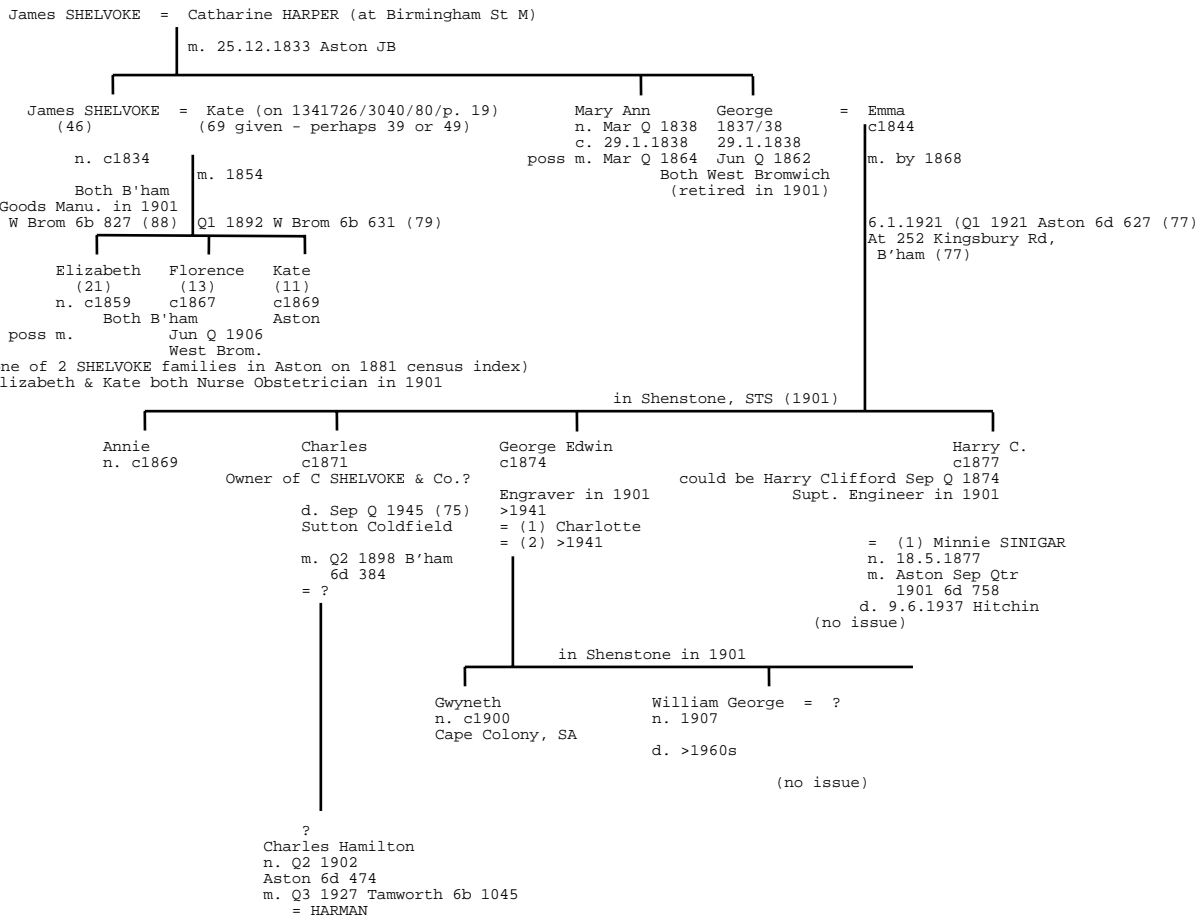 James SHELVOKE = Catharine HARPER (at Birmingham St M)
m. 25.12.1833 Aston JB
James SHELVOKE = Kate (on 1341726/3040/80/p. 19)
(46) (69 given - perhaps 39 or 49)
n. c1834
m. 1854
Both B'ham
Goods Manu. in 1901
W Brom 6b 827 (88) Q1 1892 W Brom 6b 631 (79)
Mary Ann George = Emma
n. Mar Q 1838 1837/38 c1844
c. 29.1.1838 29.1.1838
poss m. Mar Q 1864 Jun Q 1862 m. by 1868
Both West Bromwich
(retired in 1901)
6.1.1921 (Q1 1921 Aston 6d 627 (77)
At 252 Kingsbury Rd,
B'ham (77)
Elizabeth Florence Kate
(21) (13) (11)
n. c1859 c1867 c1869
Both B'ham Aston
poss m. Jun Q 1906
West Brom.
ne of 2 SHELVOKE families in Aston on 1881 census index)
lizabeth & Kate both Nurse Obstetrician in 1901
in Shenstone, STS (1901)
Annie
n. c1869
Charles
c1871
Owner of C SHELVOKE & Co.?
d. Sep Q 1945 (75)
Sutton Coldfield
m. Q2 1898 B'ham
6d 384
= ?
George Edwin
c1874
Engraver in 1901
>1941
= (1) Charlotte
= (2) >1941
Harry C.
c1877
could be Harry Clifford Sep Q 1874
Supt. Engineer in 1901
= (1) Minnie SINIGAR
n. 18.5.1877
m. Aston Sep Qtr
1901 6d 758
d. 9.6.1937 Hitchin
(no issue)
in Shenstone in 1901
Gwyneth
n. c1900
Cape Colony, SA
William George = ?
n. 1907
d. >1960s
(no issue)
?
Charles Hamilton
n. Q2 1902
Aston 6d 474
m. Q3 1927 Tamworth 6b 1045
= HARMAN